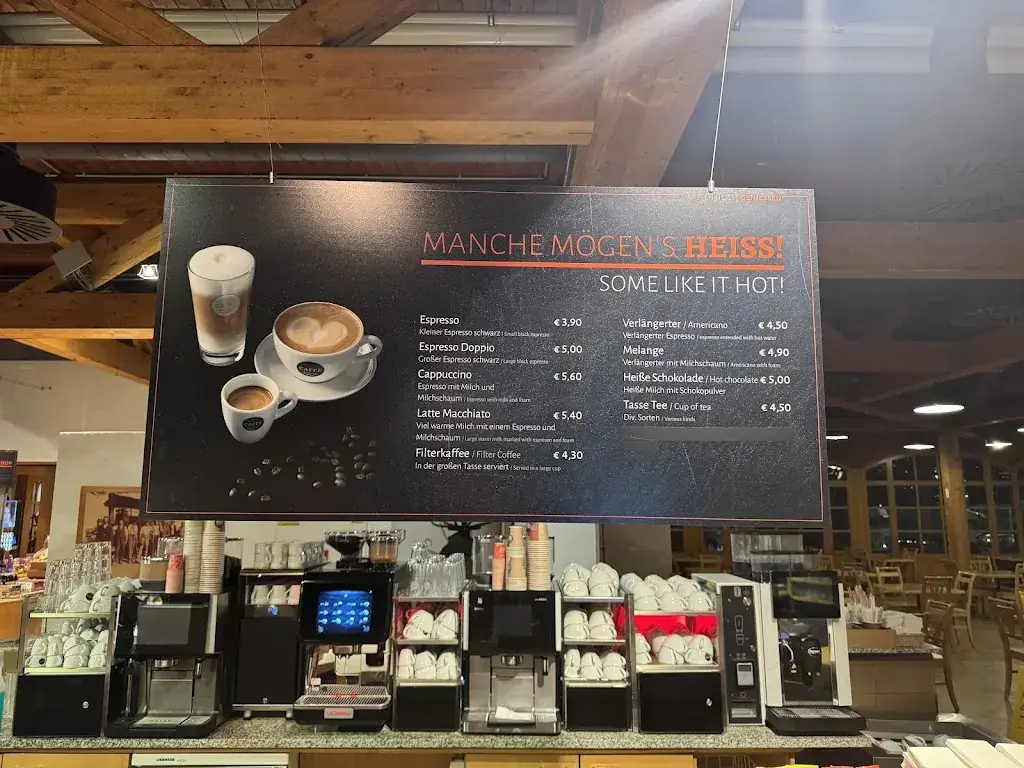 MANCHE MÖGEN'S HEISS!
SOME LIKE IT HOT!
Espresso € 3,90
Kleiner Espresso schwarz / Small black espresso
Espresso Doppio € 5,00
Großer Espresso schwarz / Large black espresso
Cappuccino € 5,60
Espresso mit Milch und
Milchschaum / Espresso with milk and foam
Latte Macchiato € 5,40
Viel warme Milch mit einem Espresso und
Milchschaum / Large warm milk marked with espresso and foam
Filterkaffee / Filter Coffee € 4,30
In der großen Tasse serviert / Served in a large cup
Verlängerter / Americano € 4,50
Verlängerter Espresso / espresso extended with hot water
Melange € 4,90
Verlängerter mit Milchschaum / Americano with foam
Heiße Schokolade / Hot chocolate € 5,00
Heiße Milch mit Schokopulver
Tasse Tee / Cup of tea € 4,50
Div. Sorten / Various kinds
CAFFE
CAFFE
LIEBHERR